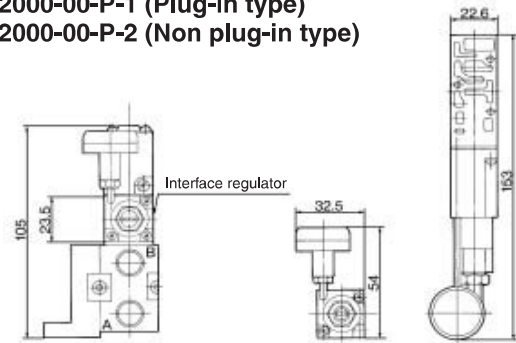 2000-00-P-1 (Plug-in type)
2000-00-P-2 (Non plug-in type)
22.6
Interface regulator
105
23.5
B
A
32.5
54
153